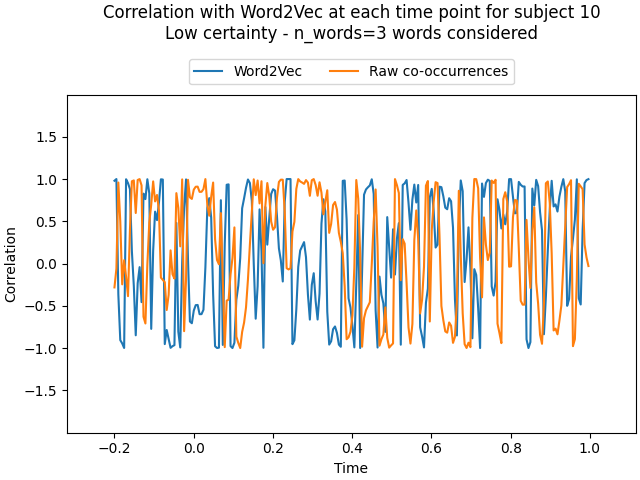 Correlation with Word2Vec at each time point for subject 10
Low certainty - n_words=3 words considered
Word2Vec
Raw co-occurrences
Correlation
1.5
1.0
0.5
0.0
−0.5
−1.0
−1.5
−0.2
0.0
0.2
0.4
0.6
0.8
1.0
Time